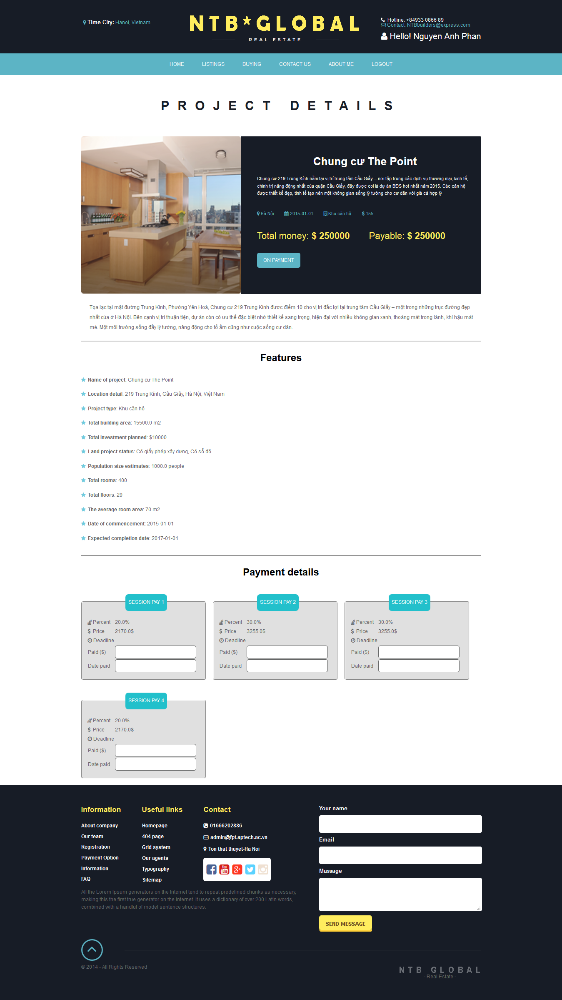 Time City: Hanoi, Vietnam
NTB★GLOBAL
REAL ESTATE
Hotline: +84933 0866 89
Contact: NTBbuilders@express.com
Hello! Nguyen Anh Phan
HOME LISTINGS BUYING CONTACT US ABOUT ME LOGOUT
PROJECT DETAILS
Chung cư The Point
Chung cư 219 Trung Kính nằm tại vị trí trung tâm Cầu Giấy – nơi tập trung các dịch vụ thương mại, kinh tế,
chính trị năng động nhất của quận Cầu Giấy, đây được coi là dự án BĐS hot nhất năm 2015. Các căn hộ
được thiết kế đẹp, tinh tế tạo nên một không gian sống lý tưởng cho cư dân với giá cả hợp lý
Hà Nội 2015-01-01 Khu căn hộ $ 155
Total money: $ 250000 Payable: $ 250000
ON PAYMENT
Tọa lạc tại mặt đường Trung Kính, Phường Yên Hoà, Chung cư 219 Trung Kính đươc điểm 10 cho vị trí đắc lợi tại trung tâm Cầu Giấy – một trong những trục đường đẹp
nhất của ở Hà Nội. Bên cạnh vị trí thuận tiện, dự án còn có ưu thế đặc biệt nhờ thiết kế sang trọng, hiện đại với nhiều không gian xanh, thoáng mát trong lành, khí hậu mát
mẽ. Một môi trường sống đầy lý tưởng, năng động cho tổ ấm cũng như cuộc sống cư dân.
Features
Name of project: Chung cư The Point
Location detail: 219 Trung Kính, Cầu Giấy, Hà Nội, Việt Nam
Project type: Khu căn hộ
Total building area: 15500.0 m2
Total investment planned: $10000
Land project status: Có giấy phép xây dựng, Có sổ đỏ
Population size estimates: 1000.0 people
Total rooms: 400
Total floors: 29
The average room area: 70 m2
Date of commencement: 2015-01-01
Expected completion date: 2017-01-01
Payment details
SESSION PAY 1
Percent 20.0%
$ Price 2170.0$
Deadline
Paid ($)
Date paid
SESSION PAY 2
Percent 30.0%
$ Price 3255.0$
Deadline
Paid ($)
Date paid
SESSION PAY 3
Percent 30.0%
$ Price 3255.0$
Deadline
Paid ($)
Date paid
SESSION PAY 4
Percent 20.0%
$ Price 2170.0$
Deadline
Paid ($)
Date paid
Information
About company
Our team
Registration
Payment Option
Information
FAQ
Useful links
Homepage
404 page
Grid system
Our agents
Typography
Sitemap
Contact
01666202886
admin@fpt.aptech.ac.vn
Ton that thuyet-Ha Noi
You Tube
g+
All the Lorem Ipsum generators on the Internet tend to repeat predefined chunks as necessary,
making this the first true generator on the Internet. It uses a dictionary of over 200 Latin words,
combined with a handful of model sentence structures.
Your name
Email
Massage
SEND MESSAGE
© 2014 - All Rights Reserved
NTB GLOBAL
- Real Estate -